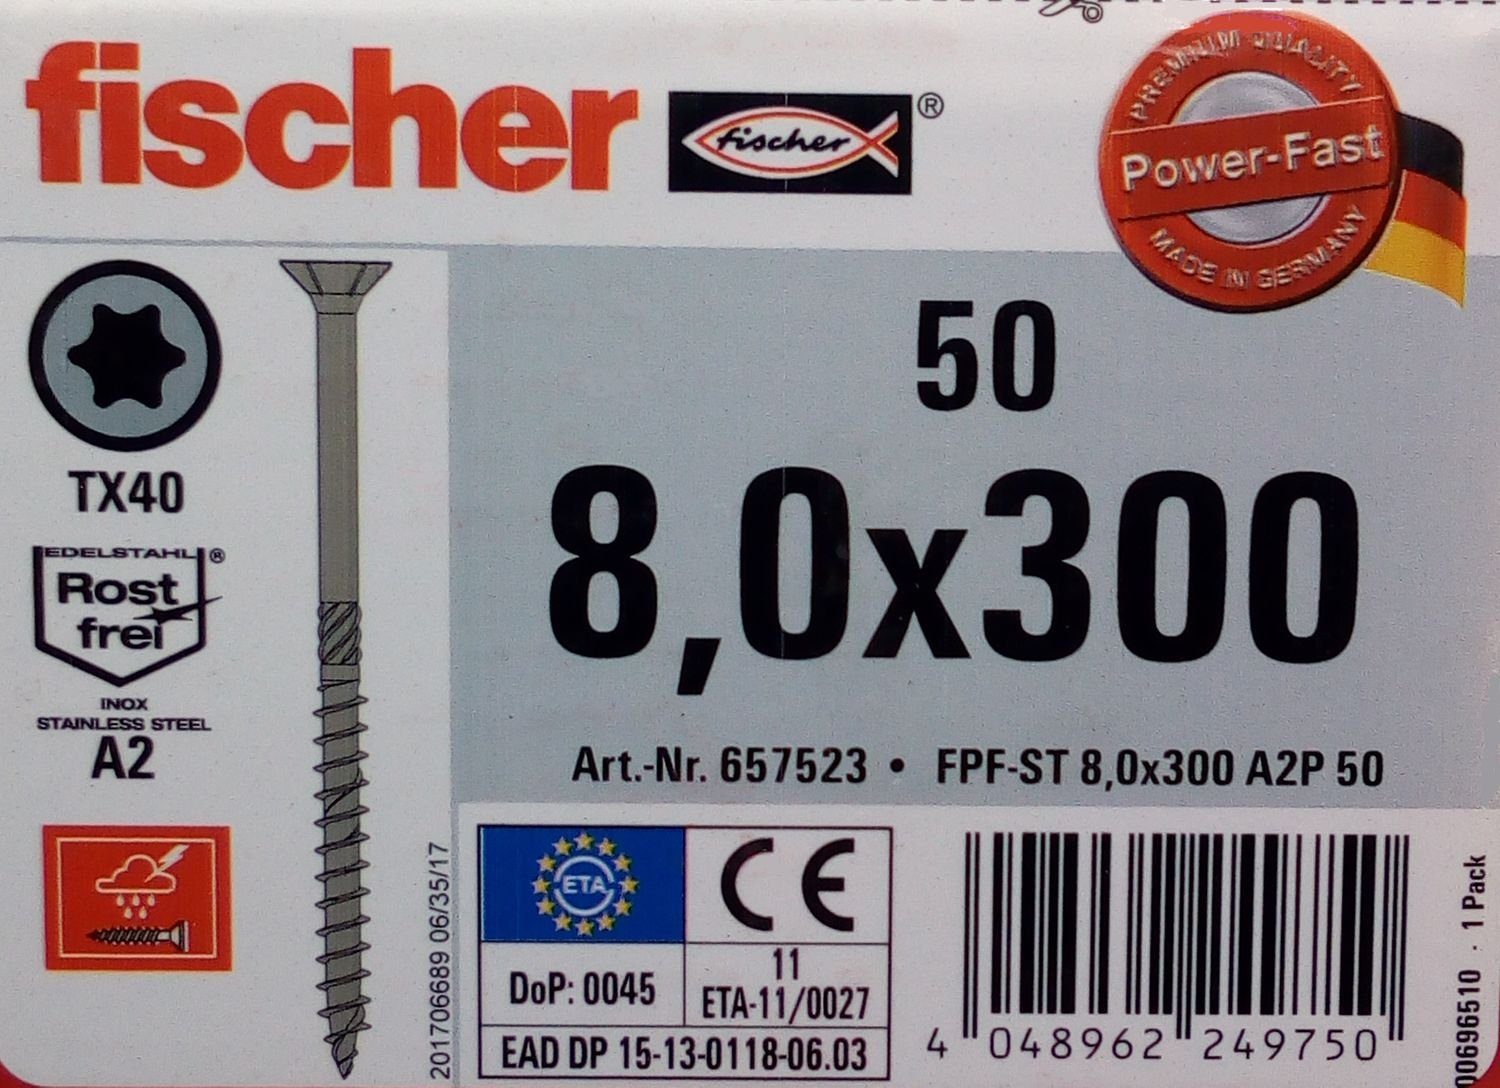 fischer
fischer ®
PREMIUM-QUALITY
Power-Fast
MADE IN GERMANY
TX40
EDELSTAHL ®
Rost
frei
INOX
STAINLESS STEEL
A2
50
8,0x300
Art.-Nr. 657523 • FPF-ST 8,0x300 A2P 50
201706689 06/35/17
ETA
CE
DoP: 0045
11
ETA-11/0027
EAD DP 15-13-0118-06.03
4 048962 249750
00696510 · 1 Pack